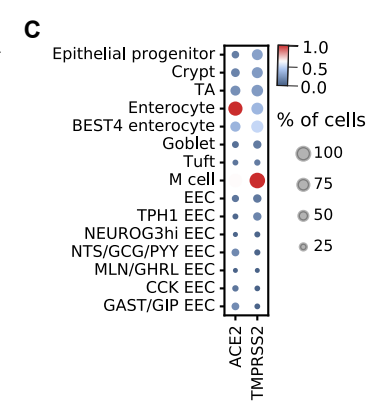 C
Epithelial progenitor
Crypt
TA
Enterocyte
BEST4 enterocyte
Goblet
Tuft
M cell
EEC
TPH1 EEC
NEUROG3hi EEC
NTS/GCG/PYY EEC
MLN/GHRL EEC
CCK EEC
GAST/GIP EEC
ACE2
TMPRSS2
1.0
0.5
0.0
% of cells
100
75
50
25